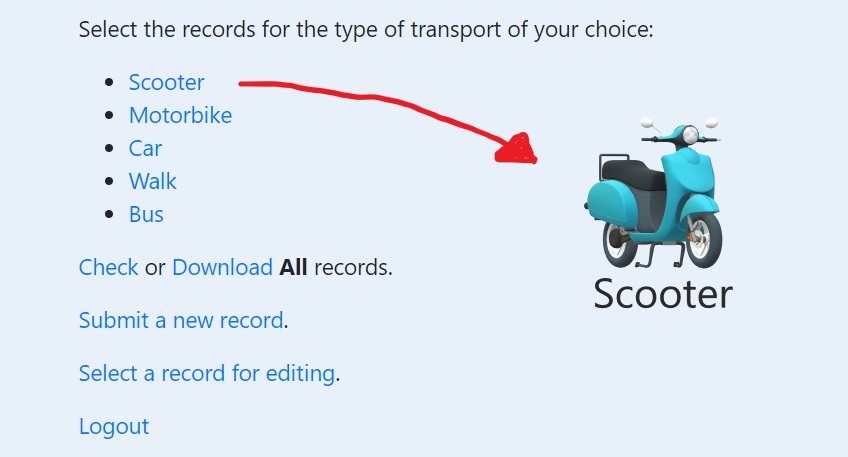 Select the records for the type of transport of your choice:
Scooter
Motorbike
Car
Walk
Bus
Check or Download All records.
Submit a new record.
Select a record for editing.
Logout
Scooter